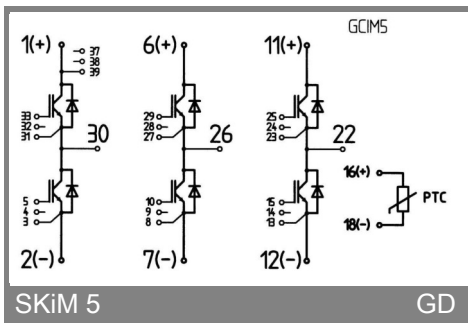 GCIM5
1(+) 6(+) 11(+)
37
38
39
33 29 25
32 28 24
31 27 23
30 26 22
16(+)
PTC
18(-)
5 10 15
4 9 14
3 8 13
2(-) 7(-) 12(-)
SKiM 5 GD